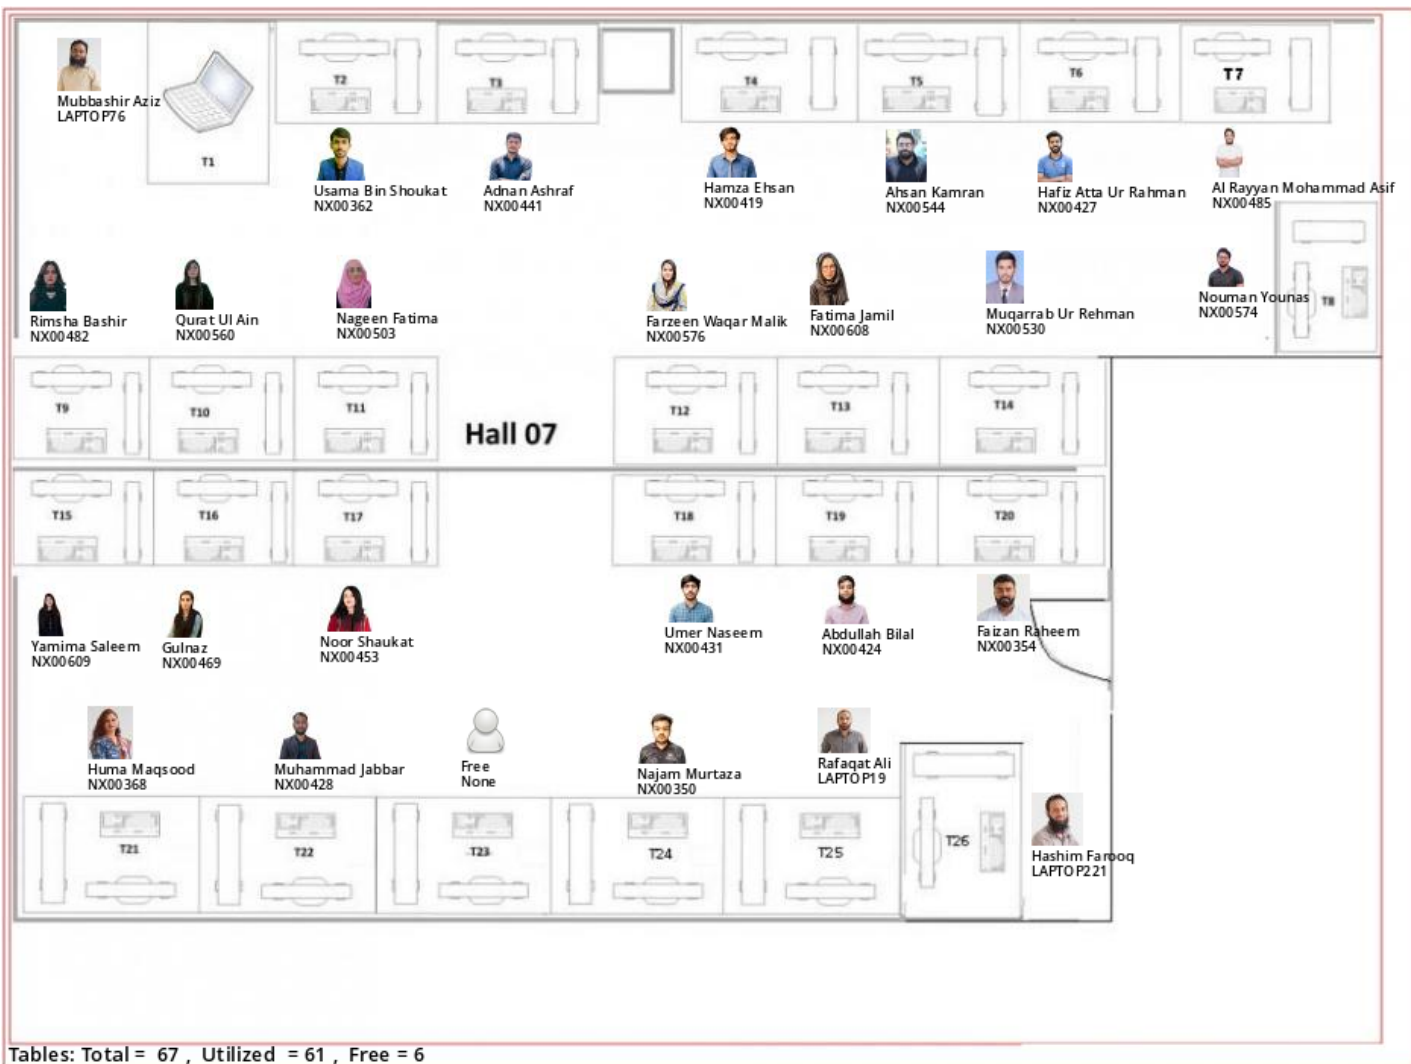 Mubbashir Aziz
LAPTOP76
T1
T2
T3
T4
T5
T6
T7
Usama Bin Shoukat
NX00362
Adnan Ashraf
NX00441
Hamza Ehsan
NX00419
Ahsan Kamran
NX00544
Hafiz Atta Ur Rahman
NX00427
Al Rayyan Mohammad Asif
NX00485
Rimsha Bashir
NX00482
Qurat Ul Ain
NX00560
Nageen Fatima
NX00503
Farzeen Waqar Malik
NX00576
Fatima Jamil
NX00608
Muqarrab Ur Rehman
NX00530
Nouman Younas
NX00574
T8
T9
T10
T11
Hall 07
T12
T13
T14
T15
T16
T17
T18
T19
T20
Yamima Saleem
NX00609
Gulnaz
NX00469
Noor Shaukat
NX00453
Umer Naseem
NX00431
Abdullah Bilal
NX00424
Faizan Raheem
NX00354
Huma Maqsood
NX00368
Muhammad Jabbar
NX00428
Free
None
Najam Murtaza
NX00350
Rafaqat Ali
LAPTOP19
T21
T22
T23
T24
T25
T26
Hashim Farooq
LAPTOP221
Tables: Total = 67 , Utilized = 61 , Free = 6